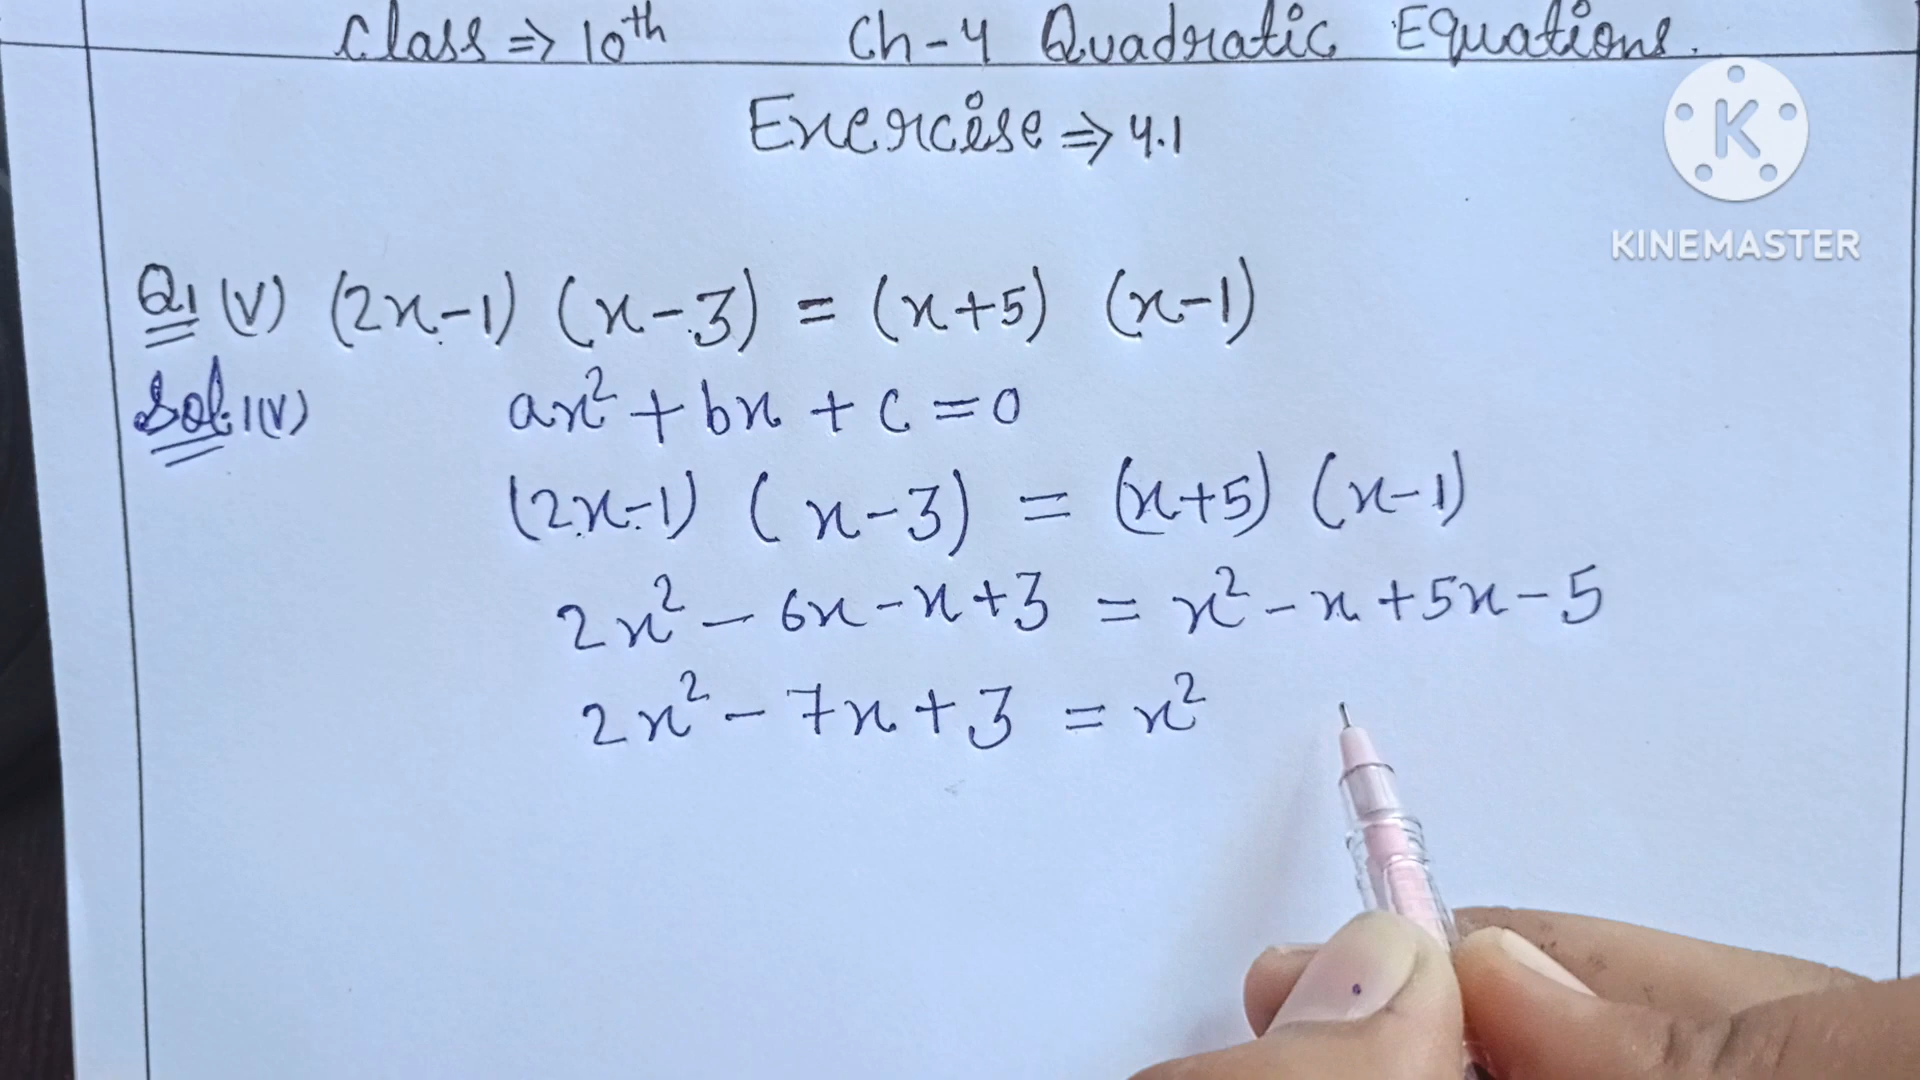 Class ⇒ 10th Ch-4 Quadratic Equations.
Exercise ⇒ 4.1
K
KINEMASTER
Q1 (V) (2x-1) (x-3) = (x+5) (x-1)
Sol. 1(V) ax² + bx + c = 0
(2x-1) (x-3) = (x+5) (x-1)
2x² - 6x - x + 3 = x² - x + 5x - 5
2x² - 7x + 3 = x²